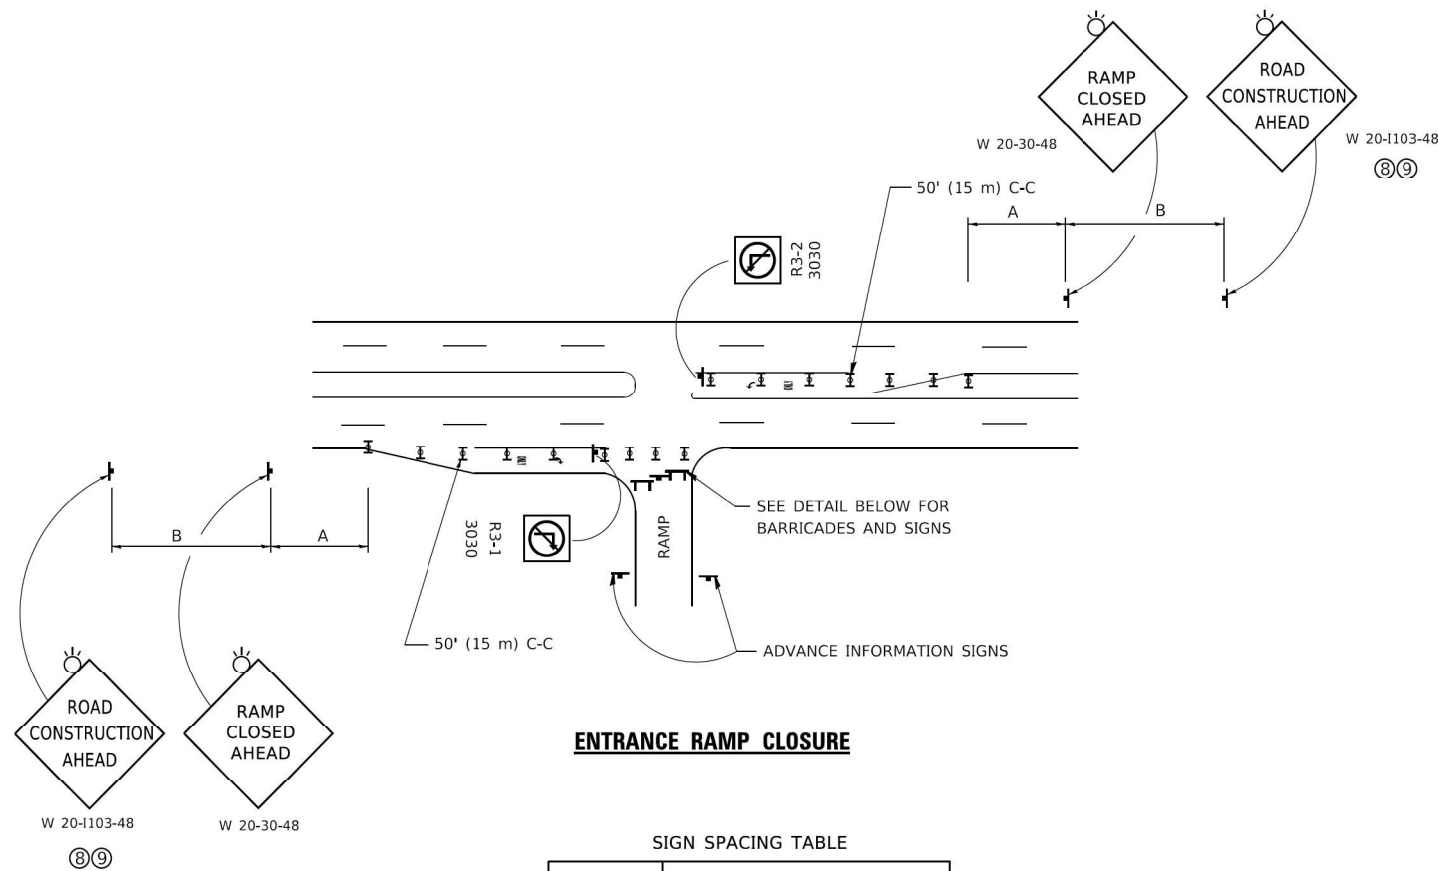 RAMP
CLOSED
AHEAD
W 20-30-48
ROAD
CONSTRUCTION
AHEAD
W 20-I103-48
⑧⑨
50' (15 m) C-C
A
B
R3-2
3030
SEE DETAIL BELOW FOR
BARRICADES AND SIGNS
RAMP
B
A
R3-1
3030
50' (15 m) C-C
ADVANCE INFORMATION SIGNS
ROAD
CONSTRUCTION
AHEAD
W 20-I103-48
⑧⑨
RAMP
CLOSED
AHEAD
W 20-30-48
ENTRANCE RAMP CLOSURE
SIGN SPACING TABLE